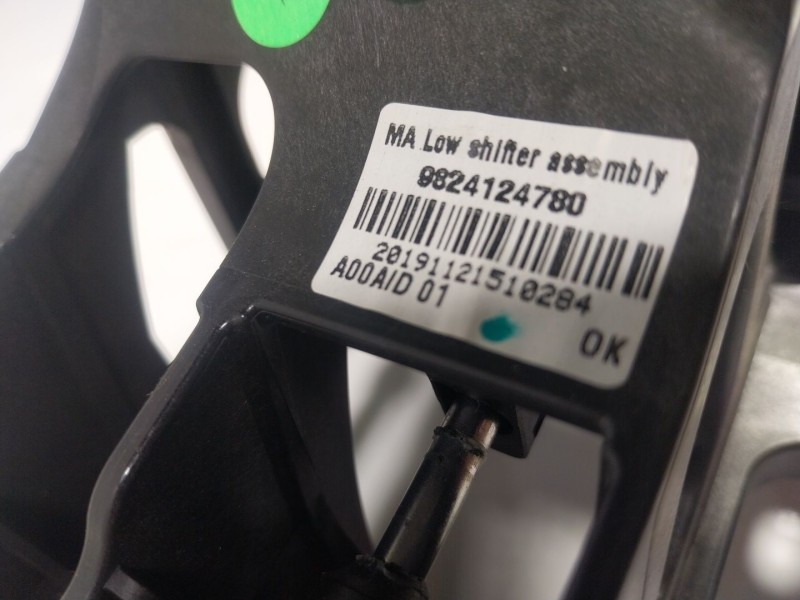 MA Low shifter assembly
9824124780
20191121510284
A00AID 01
OK